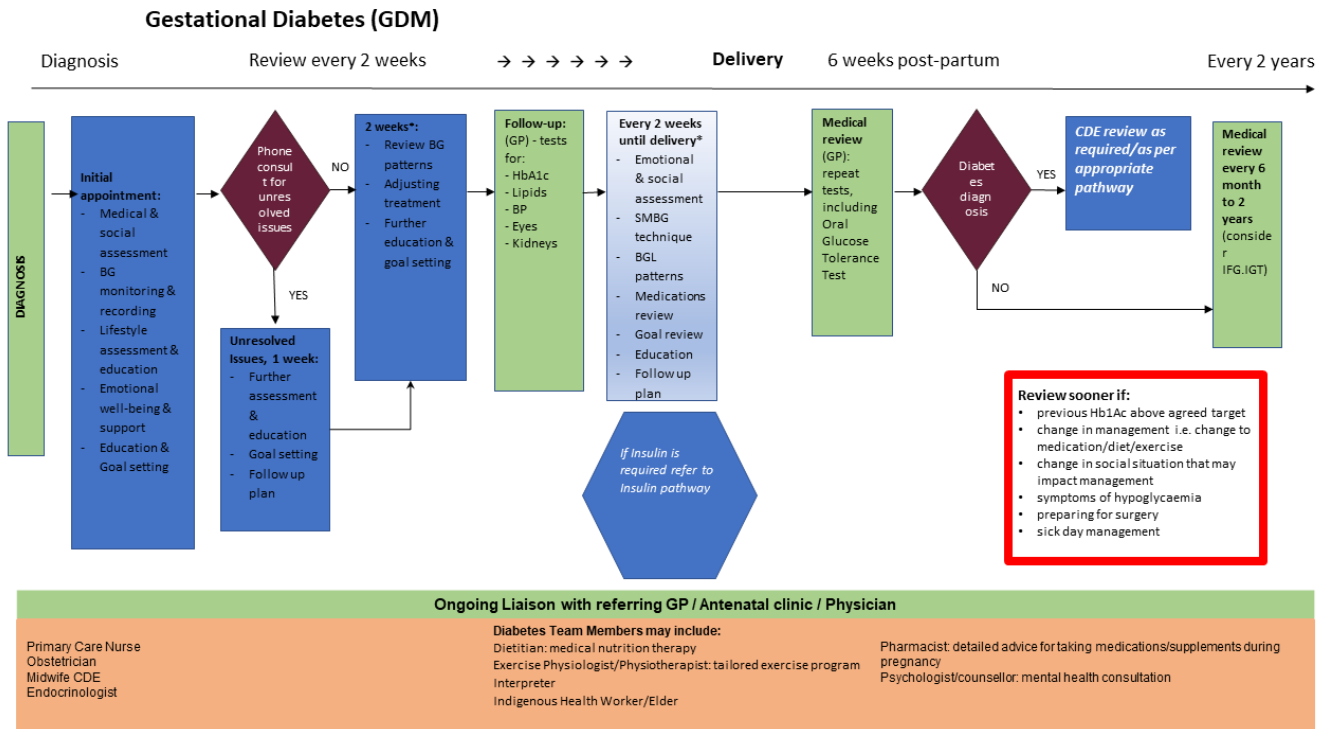 Gestational Diabetes (GDM)
Diagnosis
Review every 2 weeks
→ → → → → →
Delivery
6 weeks post-partum
Every 2 years
DIAGNOSIS
Initial
appointment:
- Medical &
social
assessment
- BG
monitoring &
recording
- Lifestyle
assessment &
education
- Emotional
well-being &
support
- Education &
Goal setting
Phone
consul
t for
unres
olved
issues
NO
YES
Unresolved
Issues, 1 week:
- Further
assessment
&
education
- Goal setting
- Follow up
plan
2 weeks*:
- Review BG
patterns
- Adjusting
treatment
- Further
education &
goal setting
Follow-up:
(GP) - tests
for:
- HbA1c
- Lipids
- BP
- Eyes
- Kidneys
Every 2 weeks
until delivery*
- Emotional
& social
assessment
- SMBG
technique
- BGL
patterns
- Medications
review
- Goal review
- Education
- Follow up
plan
If Insulin is
required refer to
Insulin pathway
Medical
review
(GP):
repeat
tests,
including
Oral
Glucose
Tolerance
Test
Diabet
es
diagn
osis
YES
NO
CDE review as
required/as per
appropriate
pathway
Medical
review
every 6
month
to 2
years
(conside
r
IFG.IGT)
Review sooner if:
• previous Hb1Ac above agreed target
• change in management i.e. change to
medication/diet/exercise
• change in social situation that may
impact management
• symptoms of hypoglycaemia
• preparing for surgery
• sick day management
Ongoing Liaison with referring GP / Antenatal clinic / Physician
Primary Care Nurse
Obstetrician
Midwife CDE
Endocrinologist
Diabetes Team Members may include:
Dietitian: medical nutrition therapy
Exercise Physiologist/Physiotherapist: tailored exercise program
Interpreter
Indigenous Health Worker/Elder
Pharmacist: detailed advice for taking medications/supplements during
pregnancy
Psychologist/counsellor: mental health consultation